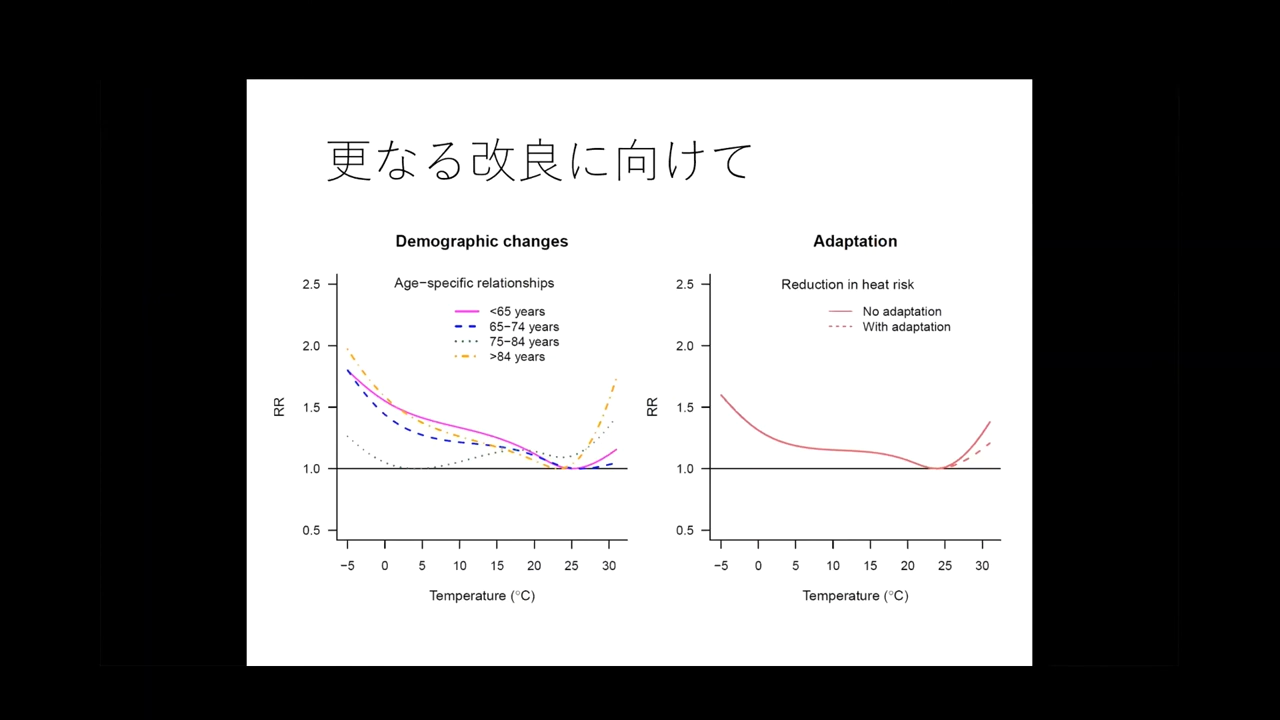 更なる改良に向けて
Demographic changes
Age−specific relationships
<65 years
65−74 years
75−84 years
>84 years
2.5
2.0
1.5
1.0
0.5
RR
−5 0 5 10 15 20 25 30
Temperature (°C)
Adaptation
Reduction in heat risk
No adaptation
With adaptation
2.5
2.0
1.5
1.0
0.5
RR
−5 0 5 10 15 20 25 30
Temperature (°C)